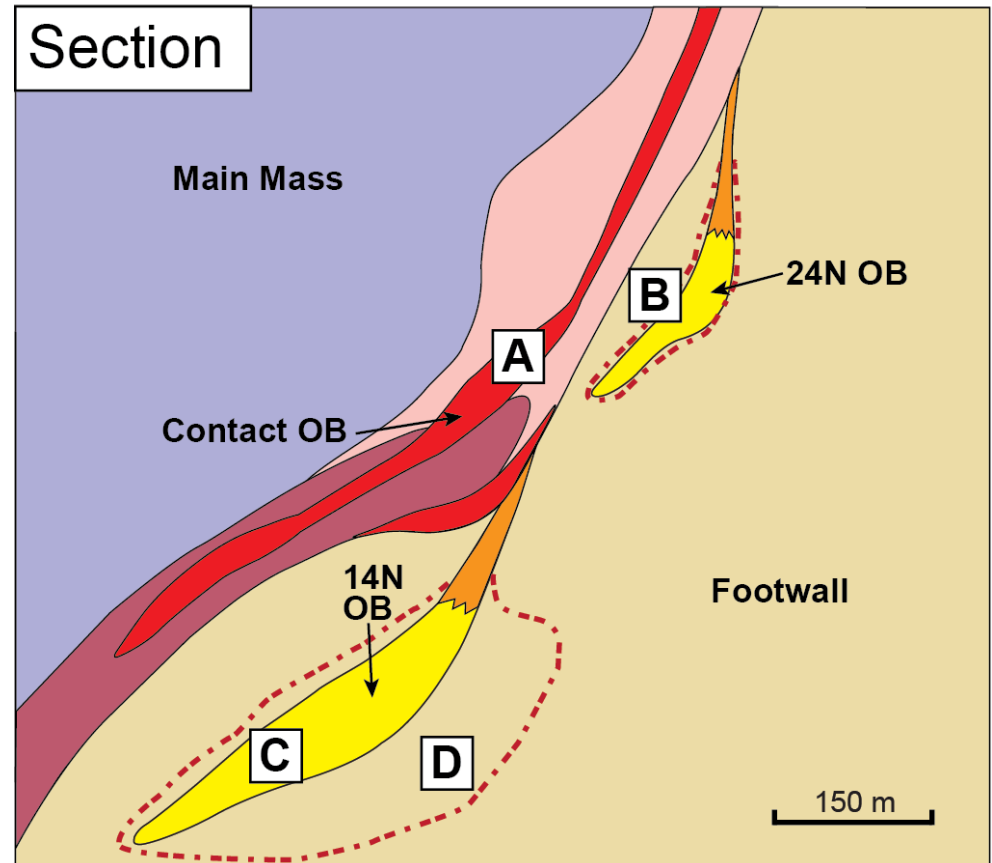 Section
Main Mass
B
24N OB
A
Contact OB
14N
OB
Footwall
C
D
150 m